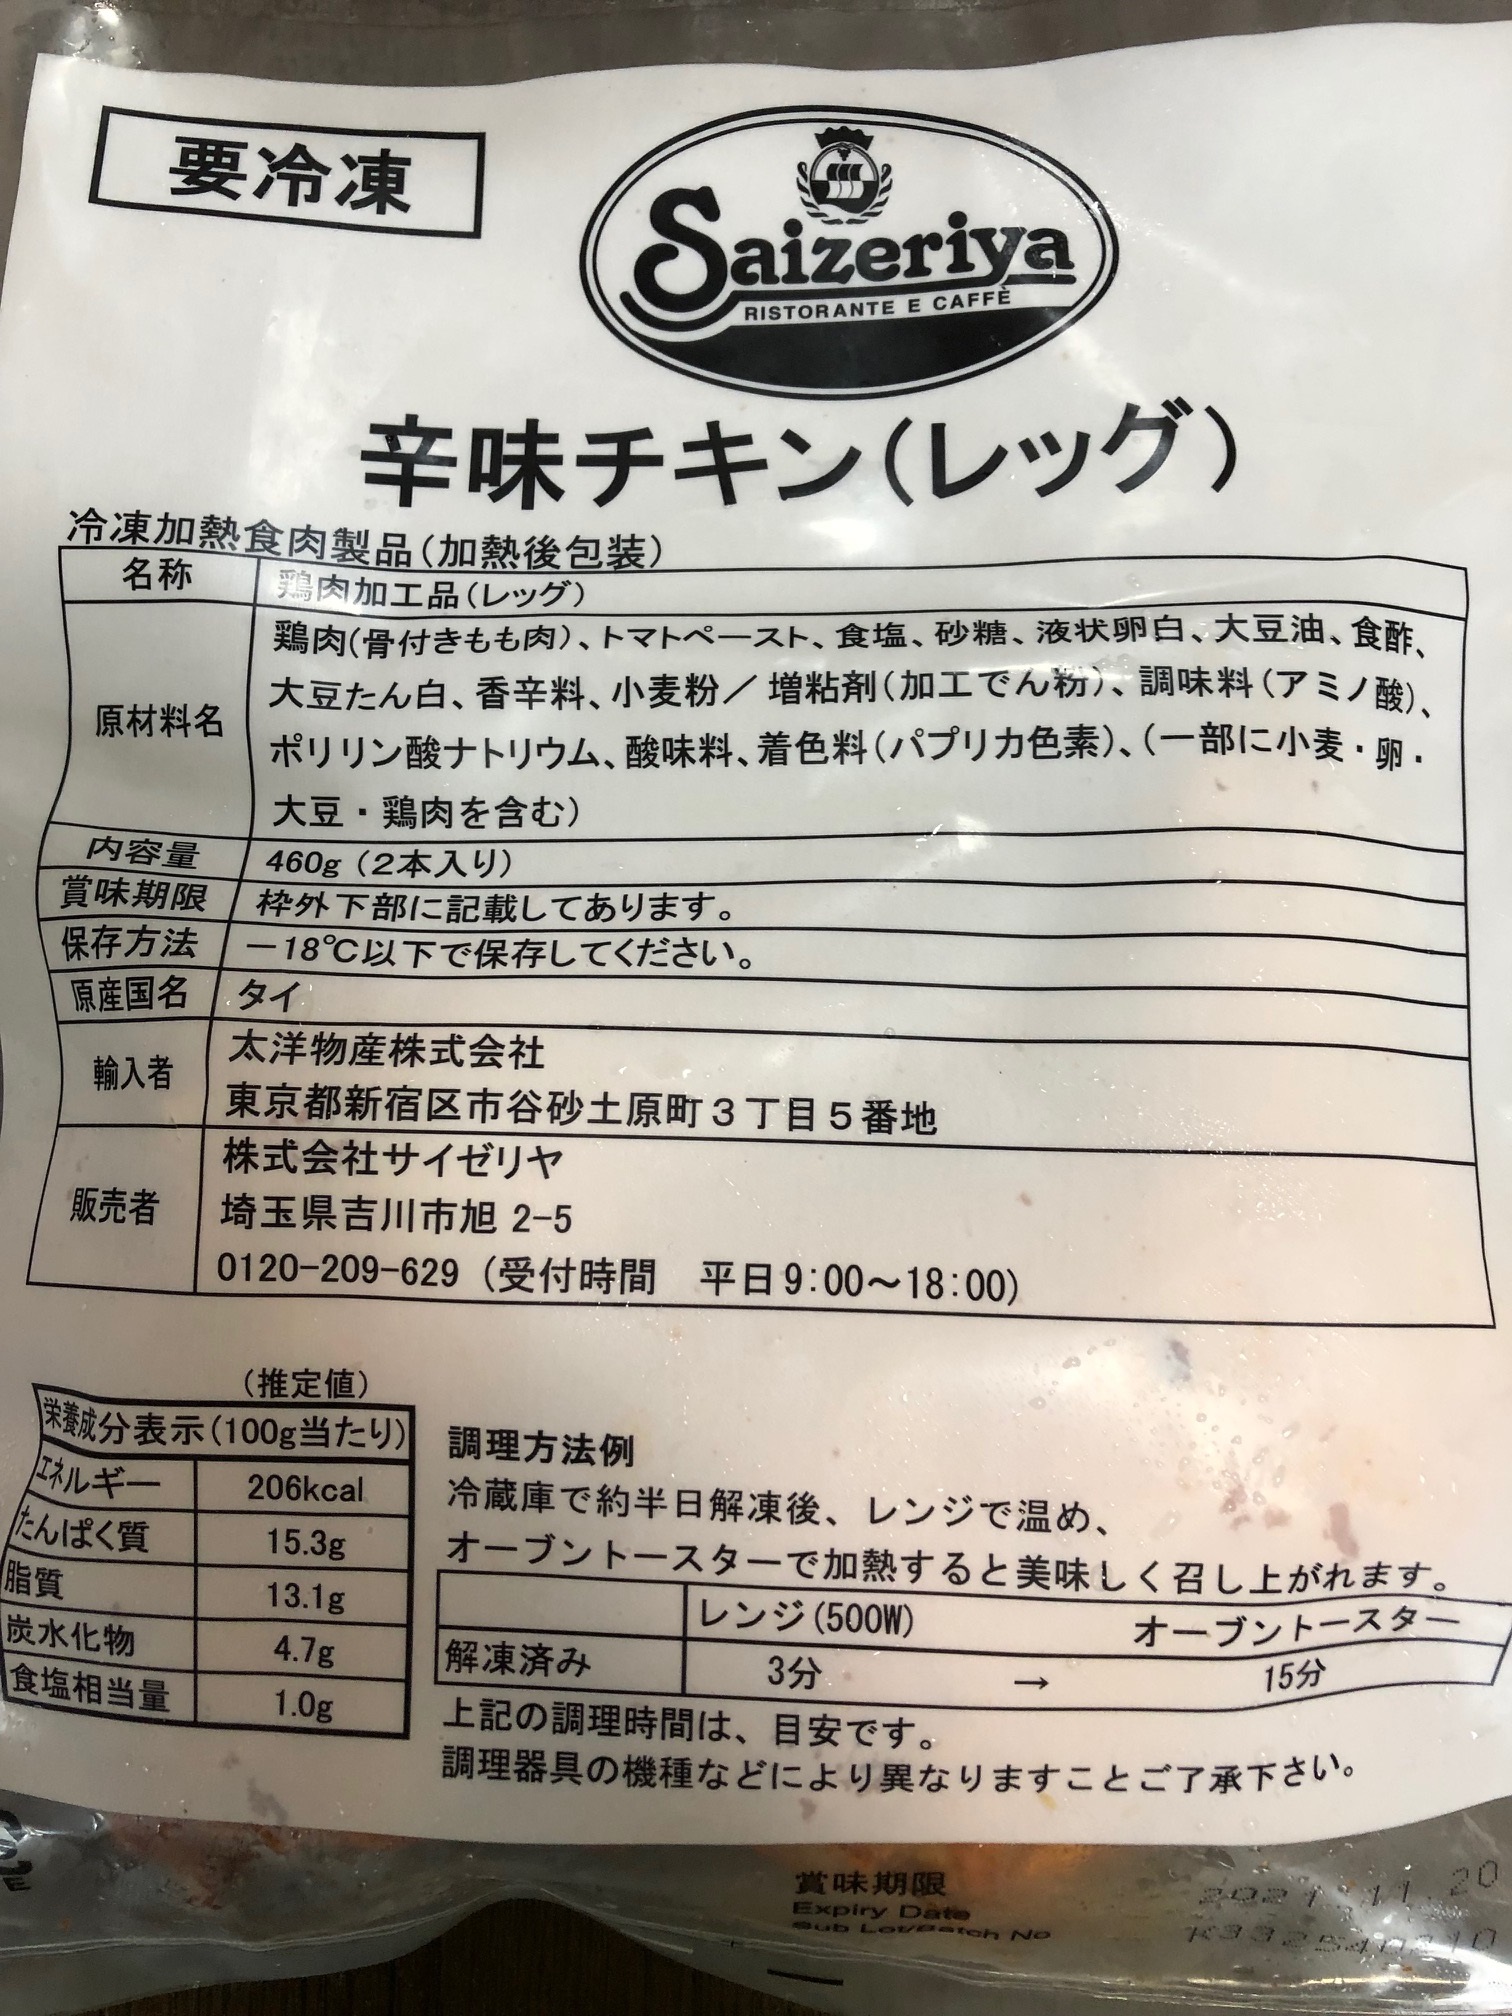 要冷凍
Saizeriya
RISTORANTE E CAFFÈ
辛味チキン(レッグ)
冷凍加熱食肉製品(加熱後包装)
名称 鶏肉加工品(レッグ)
原材料名 鶏肉(骨付きもも肉)、トマトペースト、食塩、砂糖、液状卵白、大豆油、食酢、
大豆たん白、香辛料、小麦粉/増粘剤(加工でん粉)、調味料(アミノ酸)、
ポリリン酸ナトリウム、酸味料、着色料(パプリカ色素)、(一部に小麦・卵・
大豆・鶏肉を含む)
内容量 460g (2本入り)
賞味期限 枠外下部に記載してあります。
保存方法 -18℃以下で保存してください。
原産国名 タイ
輸入者 太洋物産株式会社
東京都新宿区市谷砂土原町3丁目5番地
販売者 株式会社サイゼリヤ
埼玉県吉川市旭 2-5
0120-209-629 (受付時間 平日9:00~18:00)
(推定値)
栄養成分表示(100g当たり)
エネルギー 206kcal
たんぱく質 15.3g
脂質 13.1g
炭水化物 4.7g
食塩相当量 1.0g
調理方法例
冷蔵庫で約半日解凍後、レンジで温め、
オーブントースターで加熱すると美味しく召し上がれます。
レンジ(500W) オーブントースター
解凍済み 3分 → 15分
上記の調理時間は、目安です。
調理器具の機種などにより異なりますことご了承下さい。
賞味期限
Expiry Date
Sub Lot/Batch No